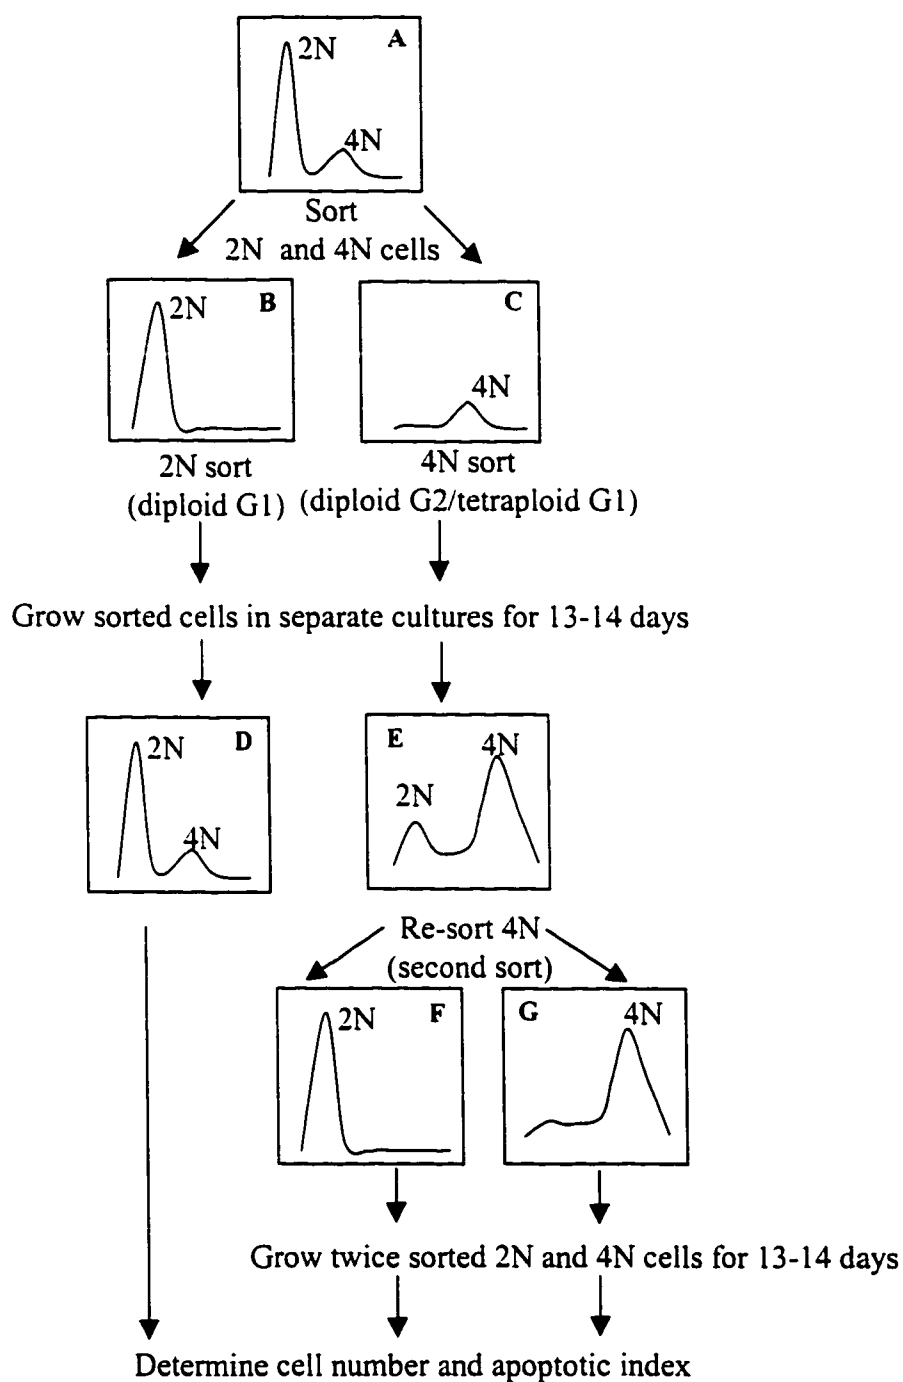 A
2N
4N
Sort
2N and 4N cells
B
2N
C
4N
2N sort
(diploid G1)
4N sort
(diploid G2/tetraploid G1)
Grow sorted cells in separate cultures for 13-14 days
D
2N
4N
E
4N
2N
Re-sort 4N
(second sort)
F
2N
G
4N
Grow twice sorted 2N and 4N cells for 13-14 days
Determine cell number and apoptotic index